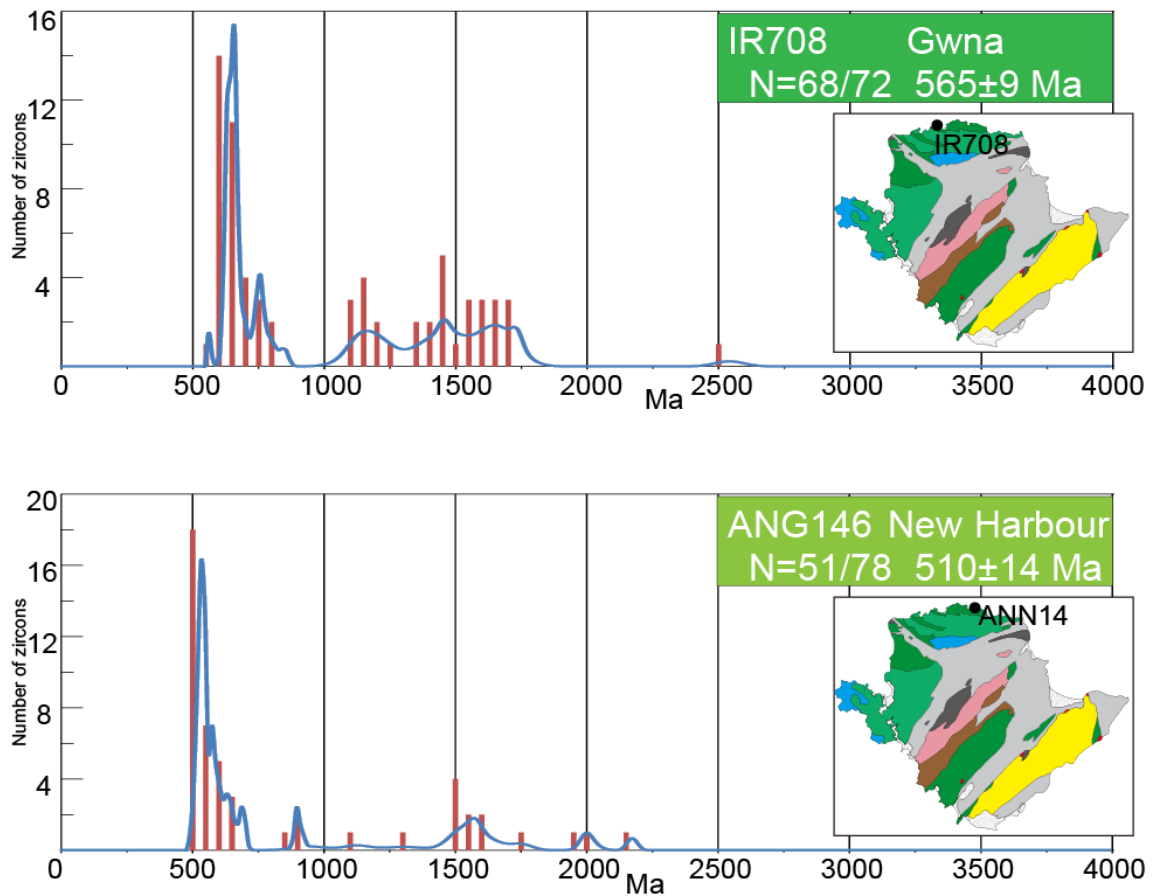 16
12
8
4
Number of zircons
IR708 Gwna
N=68/72 565±9 Ma
IR708
0 500 1000 1500 2000 2500 3000 3500 4000
Ma
20
16
12
8
4
Number of zircons
ANG146 New Harbour
N=51/78 510±14 Ma
ANN14
0 500 1000 1500 2000 2500 3000 3500 4000
Ma